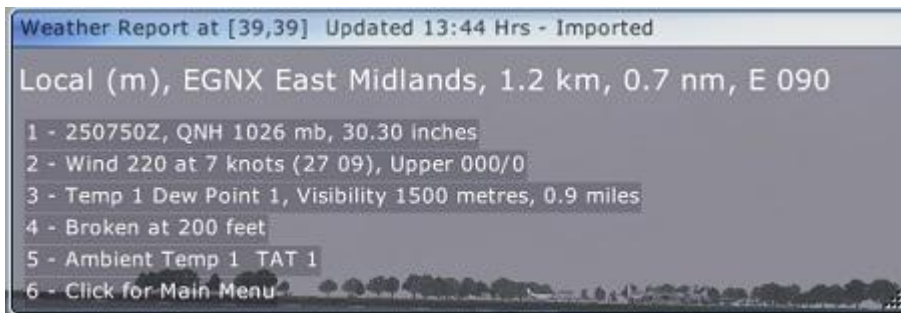 Weather Report at [39,39] Updated 13:44 Hrs - Imported
Local (m), EGNX East Midlands, 1.2 km, 0.7 nm, E 090
1 - 250750Z, QNH 1026 mb, 30.30 inches
2 - Wind 220 at 7 knots (27 09), Upper 000/0
3 - Temp 1 Dew Point 1, Visibility 1500 metres, 0.9 miles
4 - Broken at 200 feet
5 - Ambient Temp 1 TAT 1
6 - Click for Main Menu